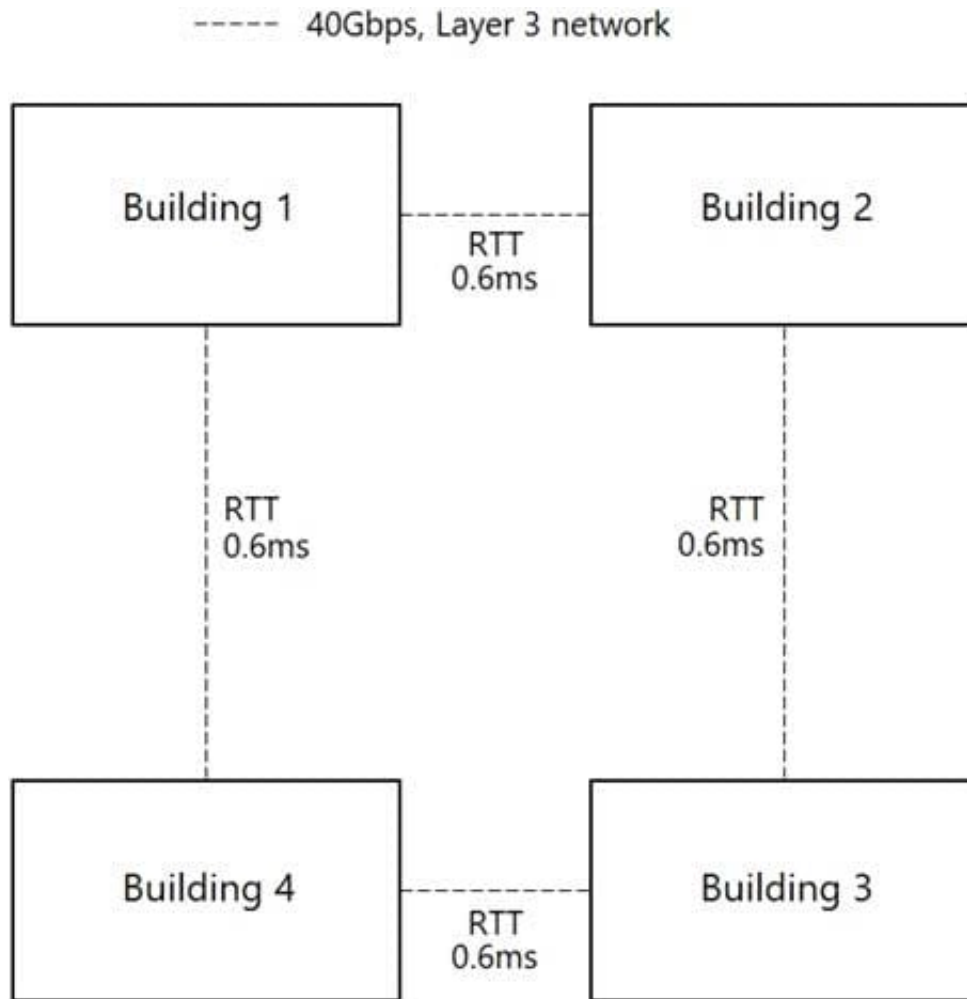 40Gbps, Layer 3 network
Building 1
Building 2
RTT
0.6ms
RTT
0.6ms
RTT
0.6ms
Building 4
Building 3
RTT
0.6ms